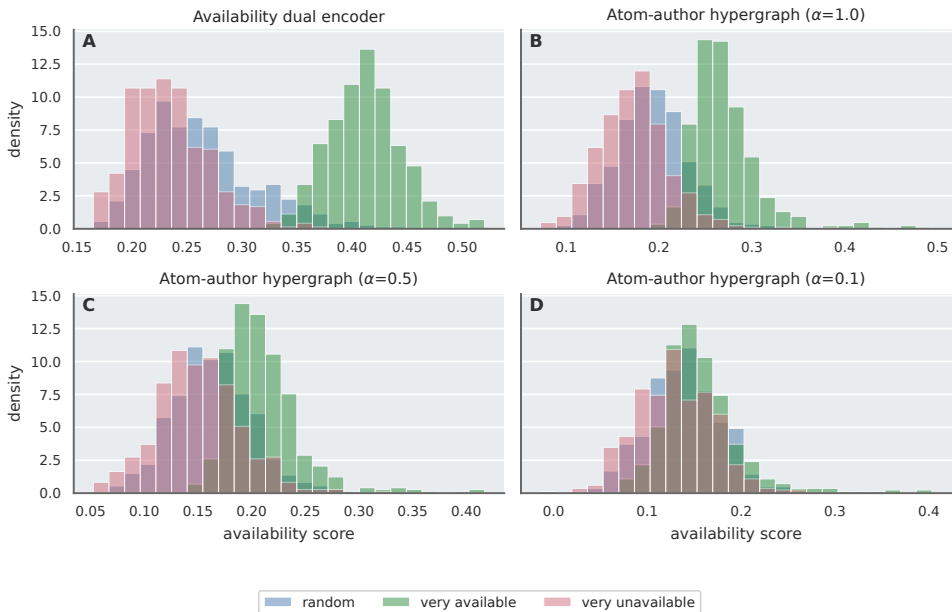 Availability dual encoder
Atom-author hypergraph (α=1.0)
15.0
12.5
10.0
7.5
5.0
2.5
0.0
density
A
B
0.15 0.20 0.25 0.30 0.35 0.40 0.45 0.50
0.1 0.2 0.3 0.4 0.5
Atom-author hypergraph (α=0.5)
Atom-author hypergraph (α=0.1)
15.0
12.5
10.0
7.5
5.0
2.5
0.0
density
C
D
0.05 0.10 0.15 0.20 0.25 0.30 0.35 0.40
0.0 0.1 0.2 0.3 0.4
availability score
availability score
random very available very unavailable